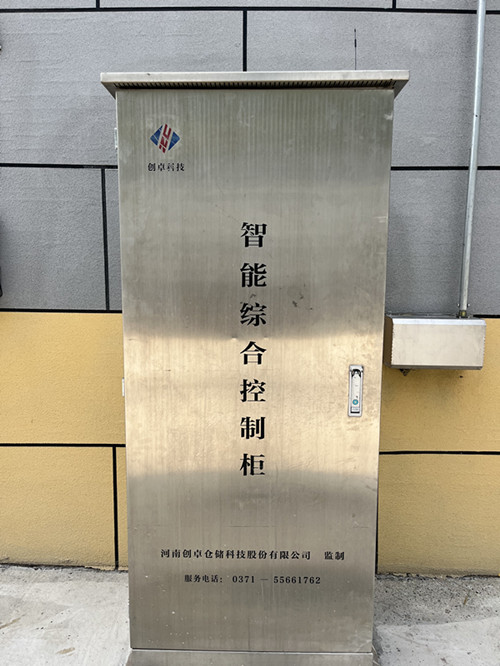 创卓科技
智能综合控制柜
河南创卓仓储科技股份有限公司 监制
服务电话: 0371 — 55661762